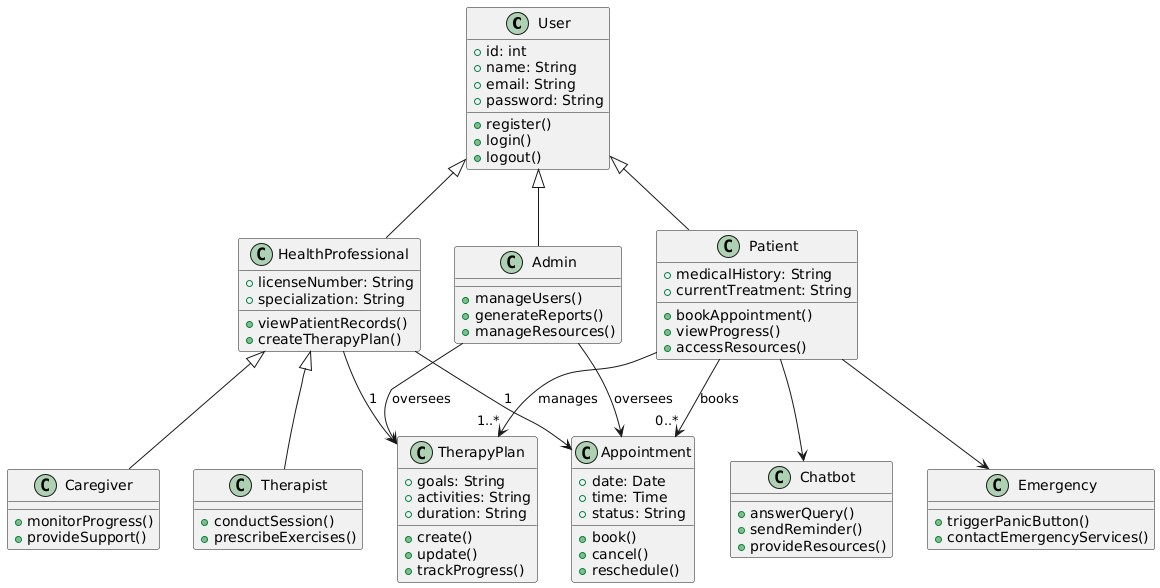 C User
+ id: int
+ name: String
+ email: String
+ password: String
+ register()
+ login()
+ logout()
C HealthProfessional
+ licenseNumber: String
+ specialization: String
+ viewPatientRecords()
+ createTherapyPlan()
C Admin
+ manageUsers()
+ generateReports()
+ manageResources()
C Patient
+ medicalHistory: String
+ currentTreatment: String
+ bookAppointment()
+ viewProgress()
+ accessResources()
1
oversees
1
manages
oversees
books
1..*
0..*
C Caregiver
+ monitorProgress()
+ provideSupport()
C Therapist
+ conductSession()
+ prescribeExercises()
C TherapyPlan
+ goals: String
+ activities: String
+ duration: String
+ create()
+ update()
+ trackProgress()
C Appointment
+ date: Date
+ time: Time
+ status: String
+ book()
+ cancel()
+ reschedule()
C Chatbot
+ answerQuery()
+ sendReminder()
+ provideResources()
C Emergency
+ triggerPanicButton()
+ contactEmergencyServices()